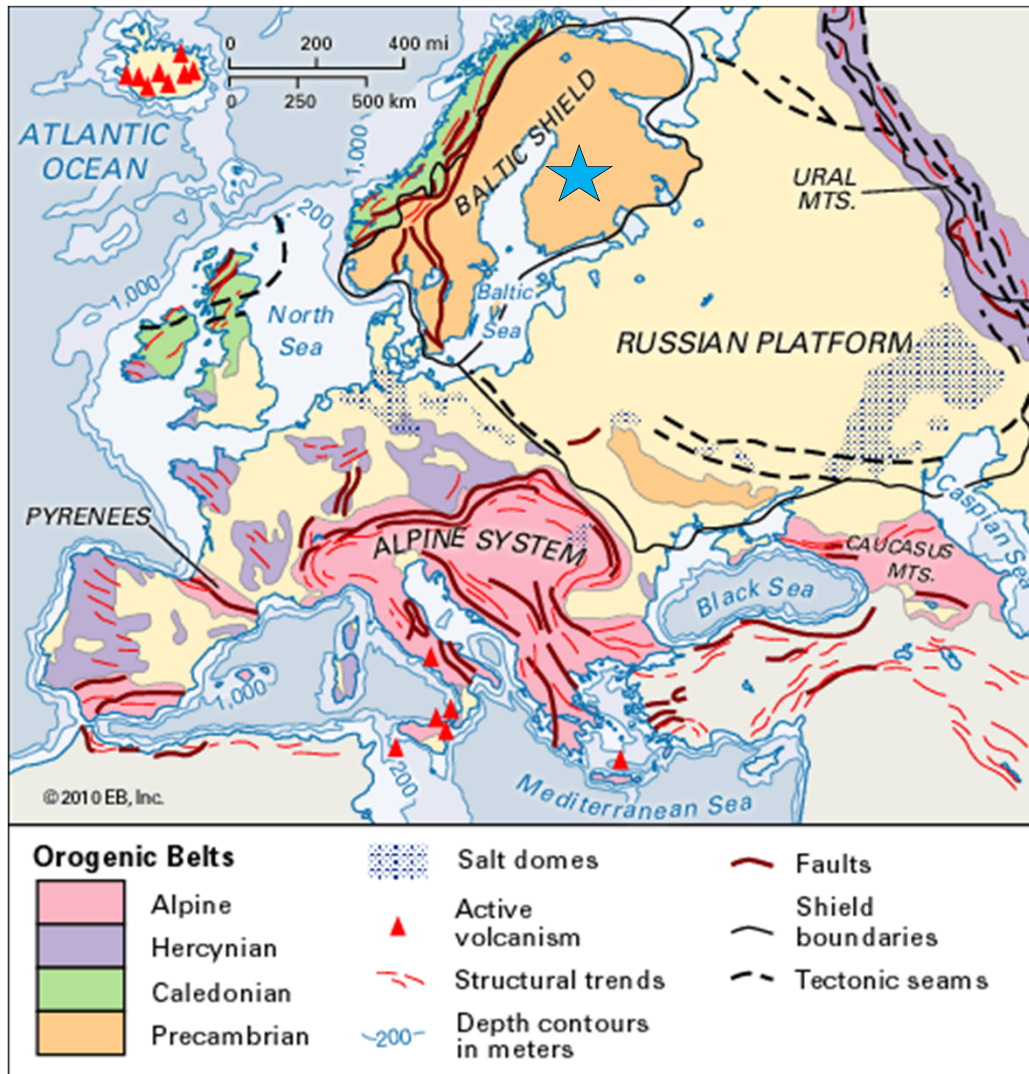 0 200 400 mi
0 250 500 km
ATLANTIC
OCEAN
1,000
BALTIC SHIELD
URAL
MTS.
200
1,000
North
Sea
Baltic
Sea
RUSSIAN PLATFORM
PYRENEES
ALPINE SYSTEM
Caspian Sea
CAUCASUS
MTS.
Black Sea
1,000
200
Mediterranean Sea
© 2010 EB, Inc.
Orogenic Belts
Alpine
Hercynian
Caledonian
Precambrian
Salt domes
Active
volcanism
Structural trends
200
Depth contours
in meters
Faults
Shield
boundaries
Tectonic seams